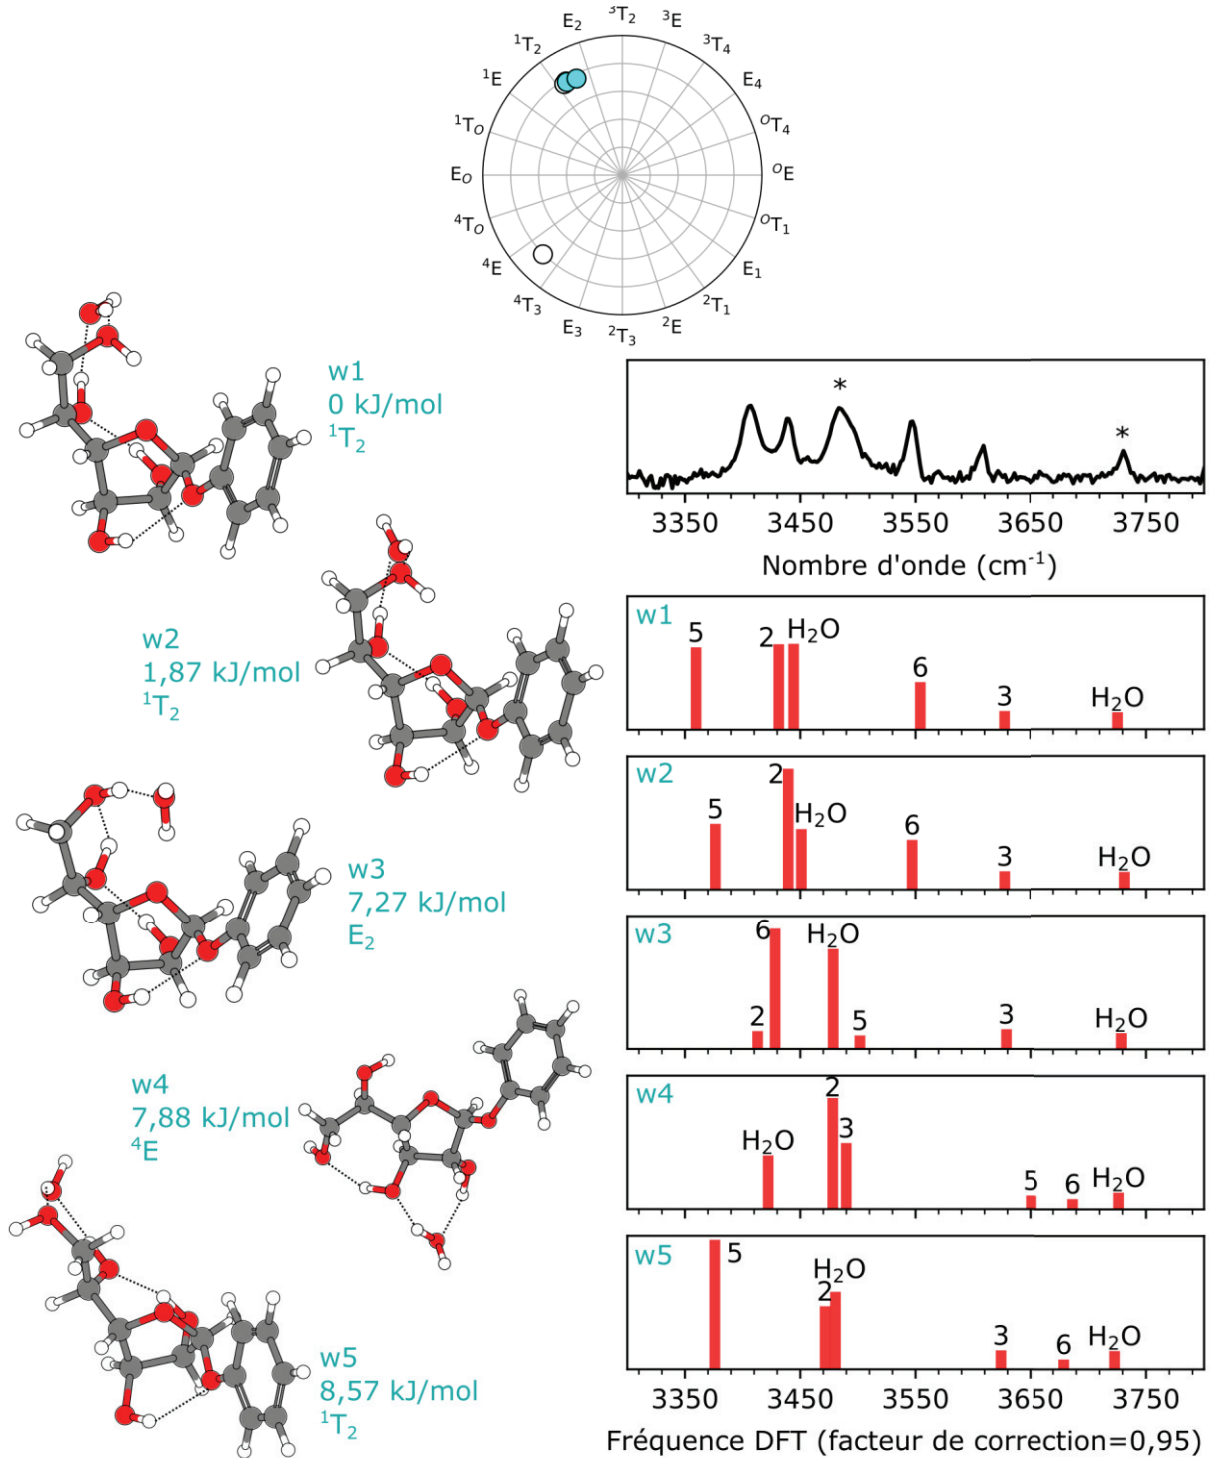 ³T₂
E₂
³E
¹T₂
³T₄
¹E
E₄
¹T_O
^OT₄
E_O
^OE
⁴T_O
^OT₁
⁴E
E₁
⁴T₃
²T₁
E₃
²E
²T₃
w1
0 kJ/mol
¹T₂
w2
1,87 kJ/mol
¹T₂
w3
7,27 kJ/mol
E₂
w4
7,88 kJ/mol
⁴E
w5
8,57 kJ/mol
¹T₂
* *
3350 3450 3550 3650 3750
Nombre d'onde (cm⁻¹)
w1
5 2 H₂O 6 3 H₂O
w2
5 2 H₂O 6 3 H₂O
w3
2 6 H₂O 5 3 H₂O
w4
H₂O 2 3 5 6 H₂O
w5
5 2 H₂O 3 6 H₂O
3350 3450 3550 3650 3750
Fréquence DFT (facteur de correction=0,95)